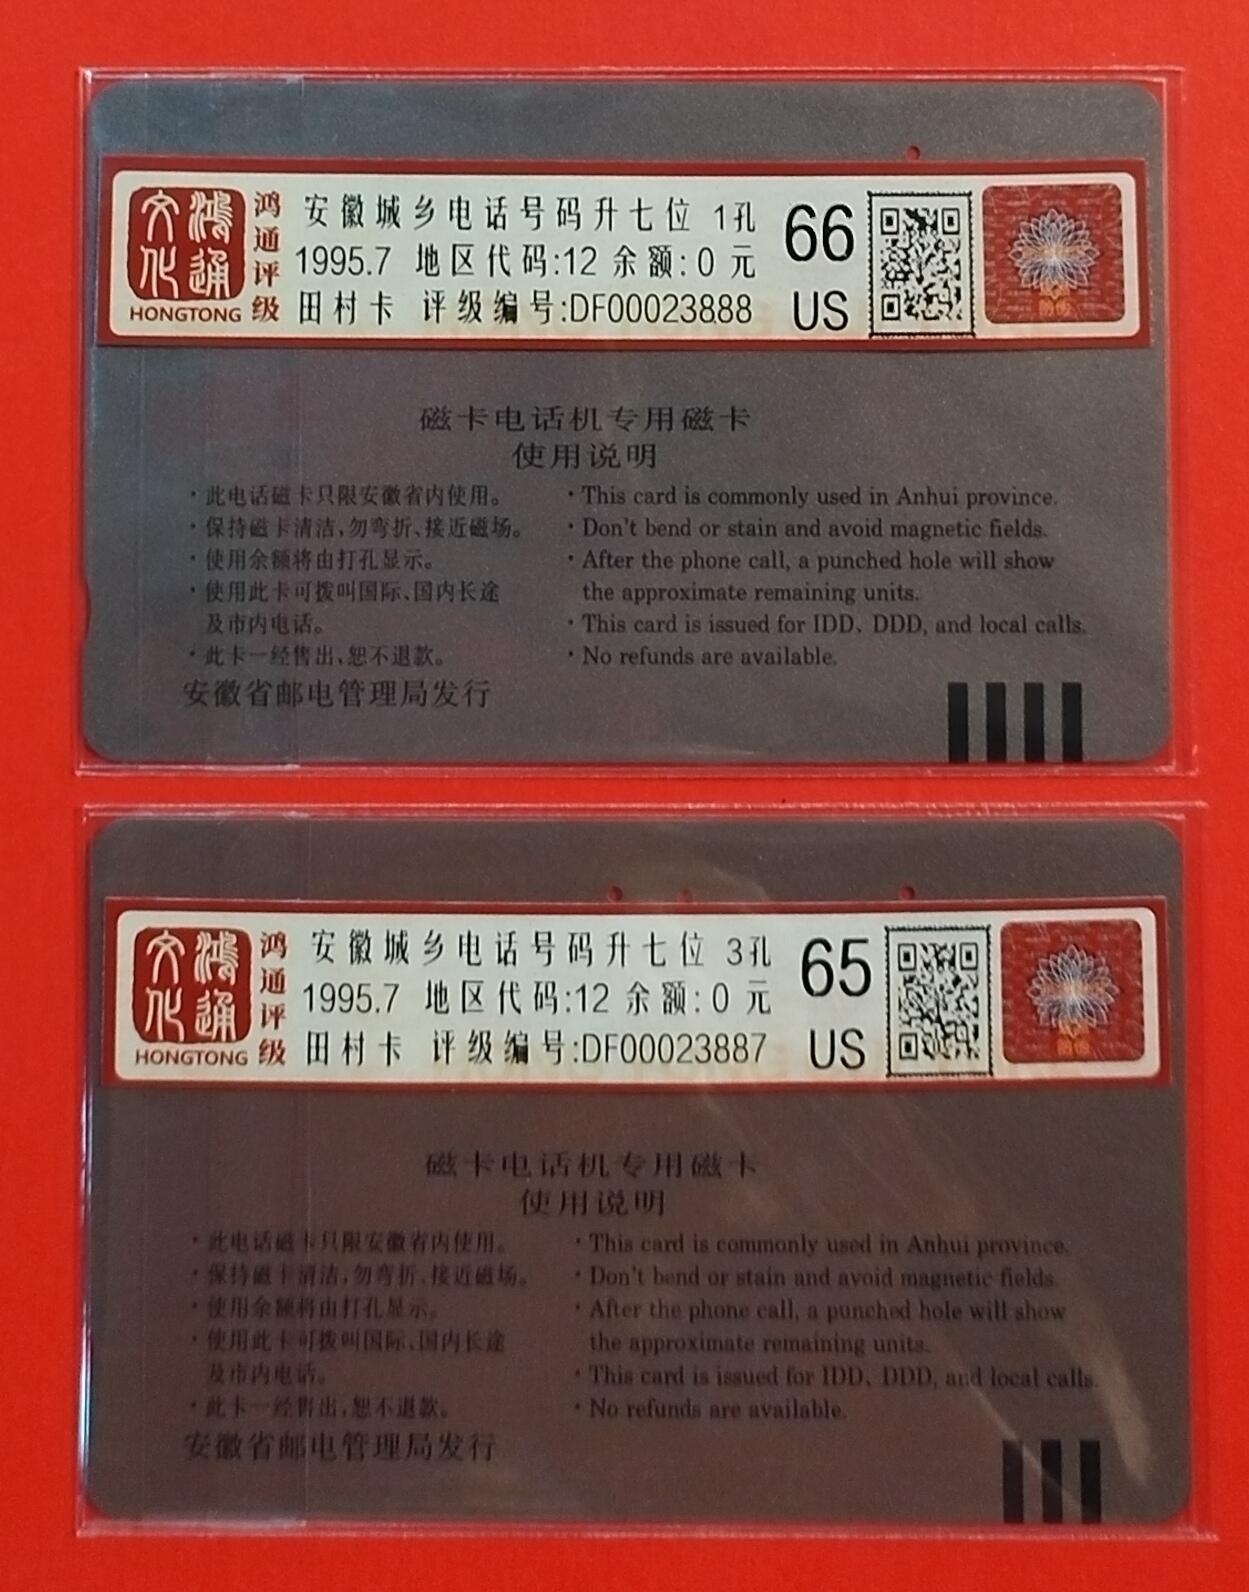 鸿通文化
HONGTONG
鸿通评级
安徽城乡电话号码升七位 1孔
1995.7 地区代码:12 余额:0 元
田村卡 评级编号:DF00023888
66
US
防伪
磁卡电话机专用磁卡
使用说明
·此电话磁卡只限安徽省内使用。
·保持磁卡清洁,勿弯折、接近磁场。
·使用余额将由打孔显示。
·使用此卡可拨叫国际、国内长途
及市内电话。
·此卡一经售出,恕不退款。
安徽省邮电管理局发行
·This card is commonly used in Anhui province.
·Don't bend or stain and avoid magnetic fields.
·After the phone call, a punched hole will show
the approximate remaining units.
·This card is issued for IDD、DDD, and local calls.
·No refunds are available.
鸿通文化
HONGTONG
鸿通评级
安徽城乡电话号码升七位 3孔
1995.7 地区代码:12 余额:0 元
田村卡 评级编号:DF00023887
65
US
防伪
磁卡电话机专用磁卡
使用说明
·此电话磁卡只限安徽省内使用。
·保持磁卡清洁,勿弯折、接近磁场。
·使用余额将由打孔显示。
·使用此卡可拨叫国际、国内长途
及市内电话。
·此卡一经售出,恕不退款。
安徽省邮电管理局发行
·This card is commonly used in Anhui province.
·Don't bend or stain and avoid magnetic fields.
·After the phone call, a punched hole will show
the approximate remaining units.
·This card is issued for IDD、DDD, and local calls.
·No refunds are available.